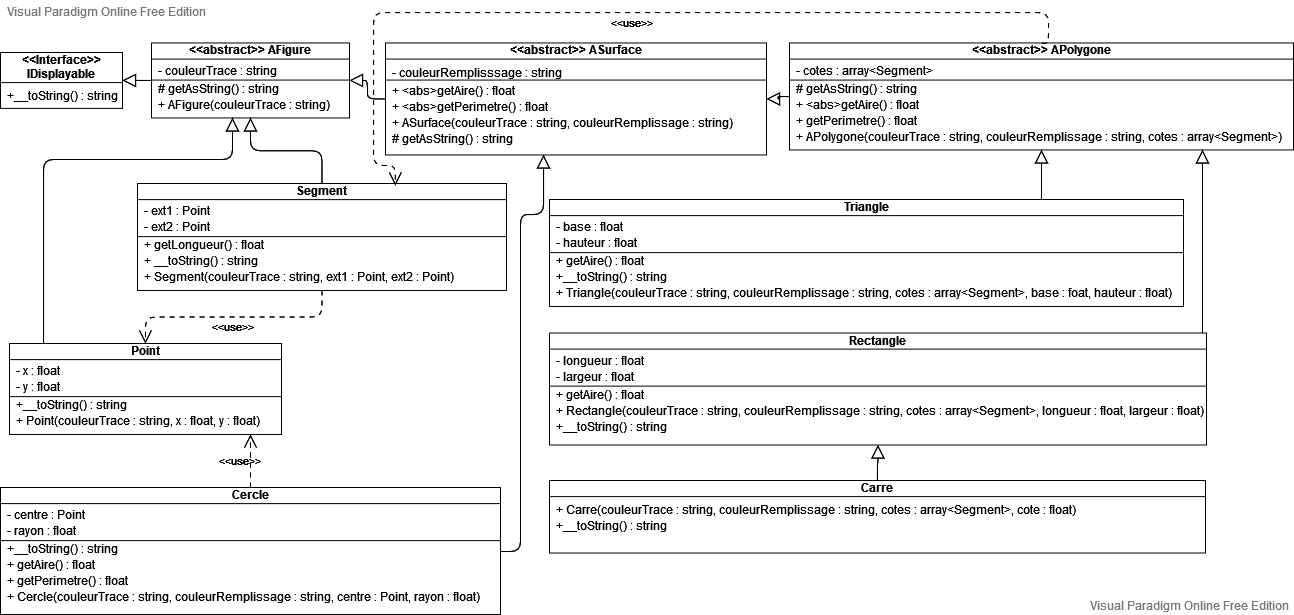 Visual Paradigm Online Free Edition
<<use>>
<<Interface>>
IDisplayable
+__toString() : string
<<abstract>> AFigure
- couleurTrace : string
# getAsString() : string
+ AFigure(couleurTrace : string)
<<abstract>> ASurface
- couleurRemplisssage : string
+ <abs>getAire() : float
+ <abs>getPerimetre() : float
+ ASurface(couleurTrace : string, couleurRemplissage : string)
# getAsString() : string
<<abstract>> APolygone
- cotes : array<Segment>
# getAsString() : string
+ <abs>getAire() : float
+ getPerimetre() : float
+ APolygone(couleurTrace : string, couleurRemplissage : string, cotes : array<Segment>)
Segment
- ext1 : Point
- ext2 : Point
+ getLongueur() : float
+ __toString() : string
+ Segment(couleurTrace : string, ext1 : Point, ext2 : Point)
Triangle
- base : float
- hauteur : float
+ getAire() : float
+__toString() : string
+ Triangle(couleurTrace : string, couleurRemplissage : string, cotes : array<Segment>, base : foat, hauteur : float)
<<use>>
Point
- x : float
- y : float
+__toString() : string
+ Point(couleurTrace : string, x : float, y : float)
Rectangle
- longueur : float
- largeur : float
+ getAire() : float
+ Rectangle(couleurTrace : string, couleurRemplissage : string, cotes : array<Segment>, longueur : float, largeur : float)
+__toString() : string
<<use>>
Cercle
- centre : Point
- rayon : float
+__toString() : string
+ getAire() : float
+ getPerimetre() : float
+ Cercle(couleurTrace : string, couleurRemplissage : string, centre : Point, rayon : float)
Carre
+ Carre(couleurTrace : string, couleurRemplissage : string, cotes : array<Segment>, cote : float)
+__toString() : string
Visual Paradigm Online Free Edition